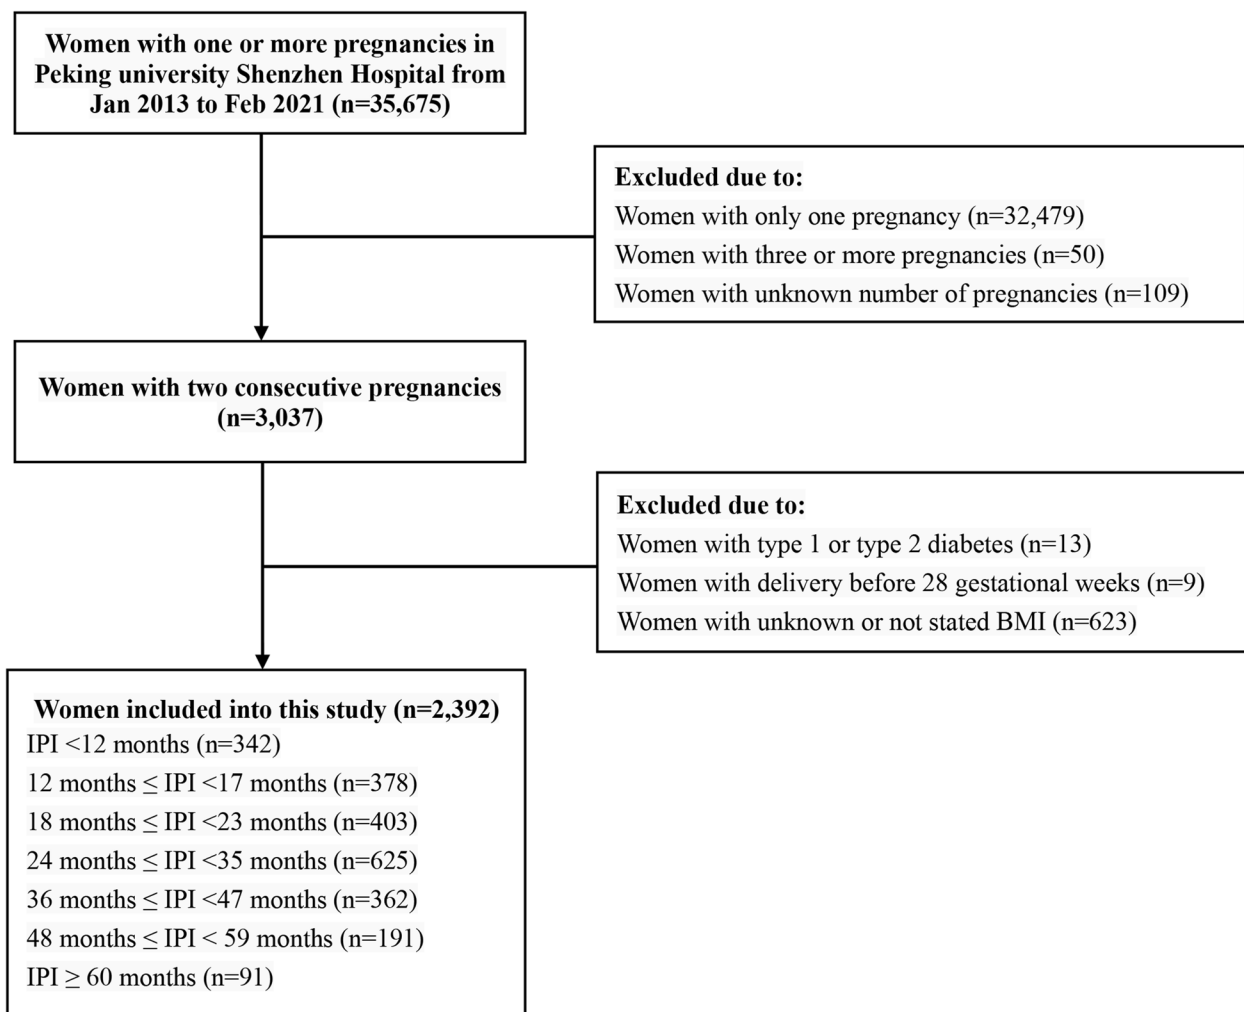 Women with one or more pregnancies in
Peking university Shenzhen Hospital from
Jan 2013 to Feb 2021 (n=35,675)
Excluded due to:
Women with only one pregnancy (n=32,479)
Women with three or more pregnancies (n=50)
Women with unknown number of pregnancies (n=109)
Women with two consecutive pregnancies
(n=3,037)
Excluded due to:
Women with type 1 or type 2 diabetes (n=13)
Women with delivery before 28 gestational weeks (n=9)
Women with unknown or not stated BMI (n=623)
Women included into this study (n=2,392)
IPI <12 months (n=342)
12 months ≤ IPI <17 months (n=378)
18 months ≤ IPI <23 months (n=403)
24 months ≤ IPI <35 months (n=625)
36 months ≤ IPI <47 months (n=362)
48 months ≤ IPI < 59 months (n=191)
IPI ≥ 60 months (n=91)